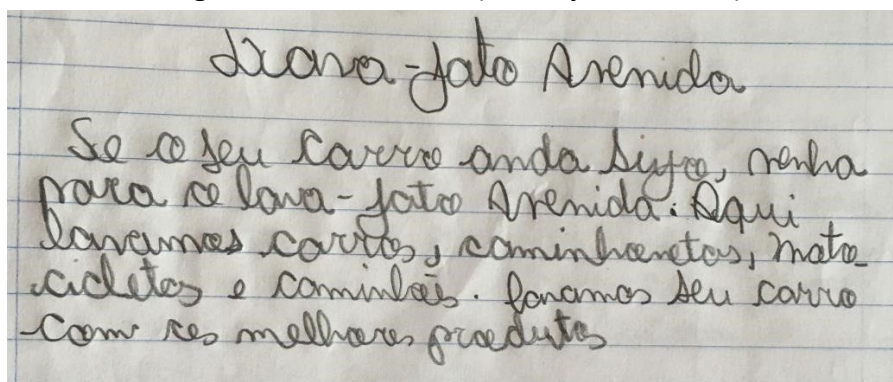 Lava-jato Avenida
Se o seu carro anda sujo, venha
para o lava-jato Avenida. Aqui
lavamos carros, caminhonetes, moto_
cicletas e caminhões. lavamos seu carro
com os melhores produtos